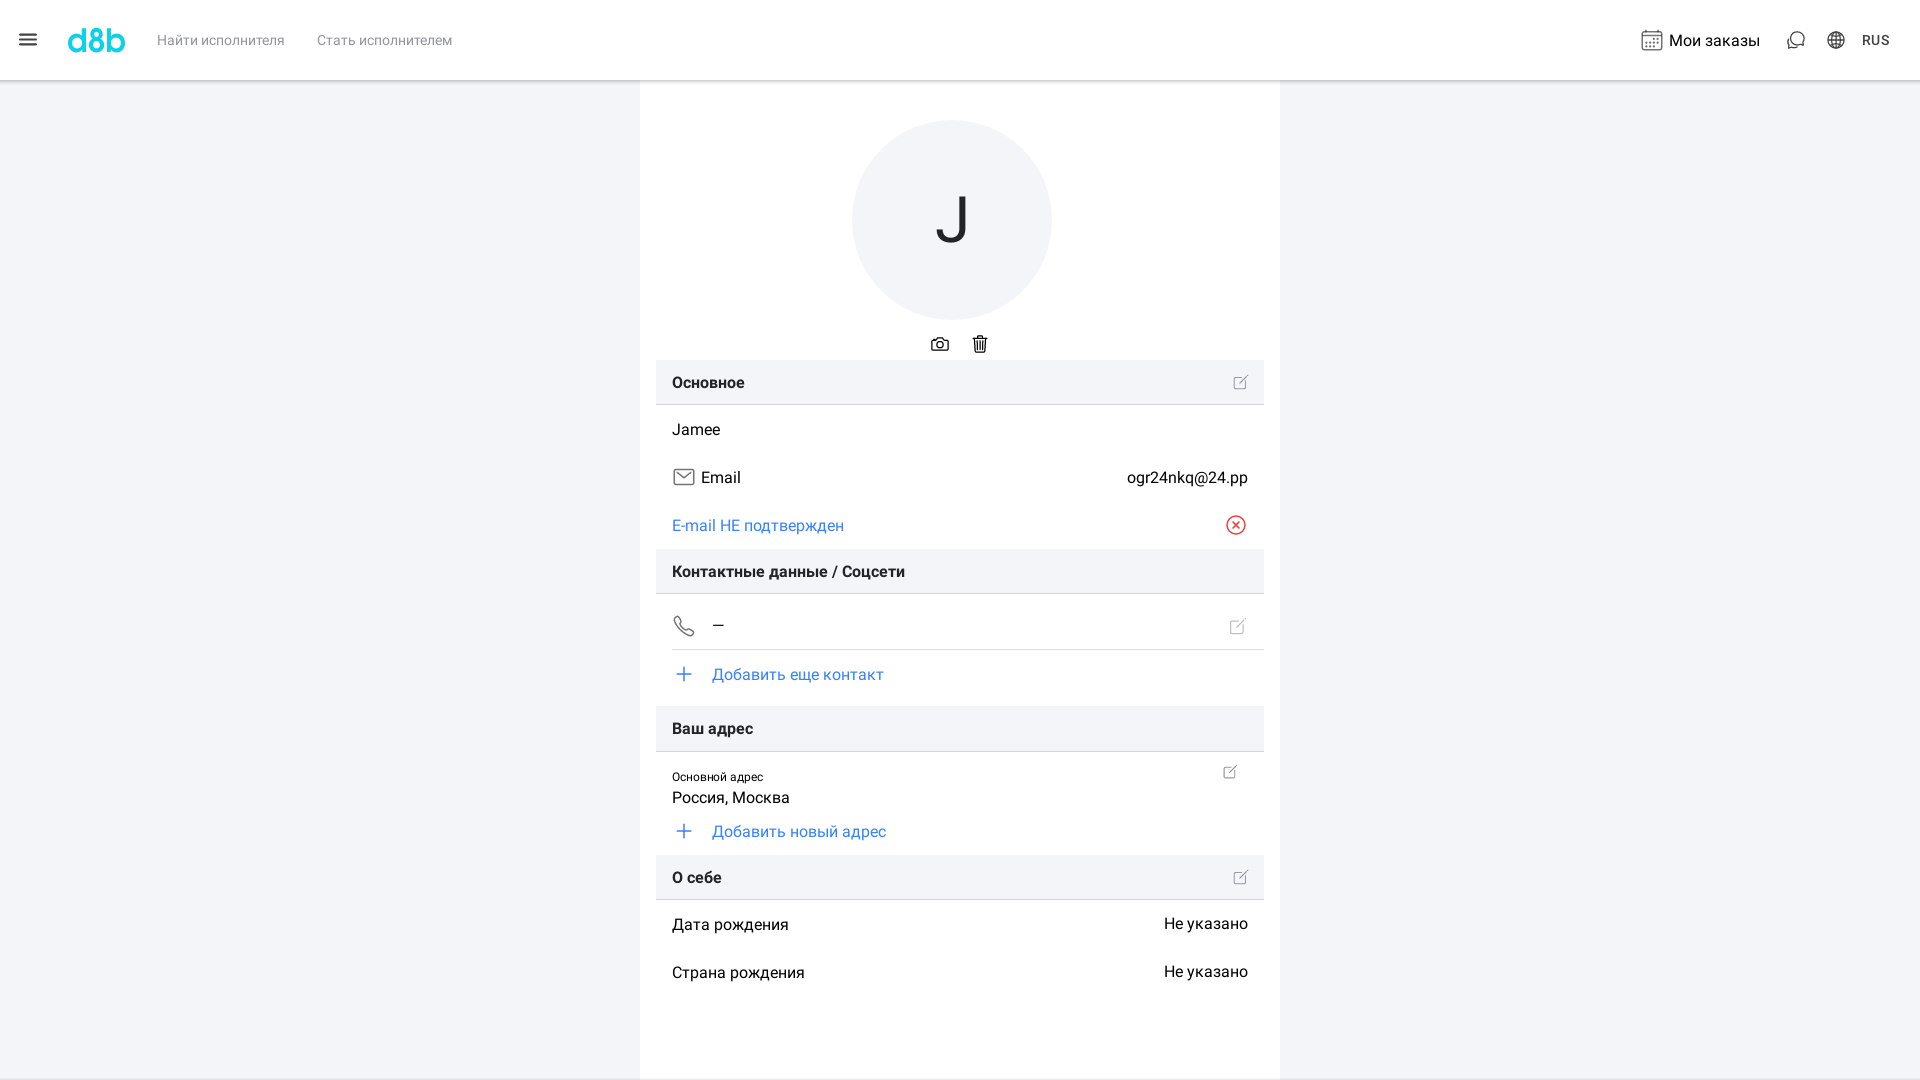 d8b
Найти исполнителя
Стать исполнителем
Мои заказы
RUS
J
Основное
Jamee
Email
ogr24nkq@24.pp
E-mail НЕ подтвержден
Контактные данные / Соцсети
—
Добавить еще контакт
Ваш адрес
Основной адрес
Россия, Москва
Добавить новый адрес
О себе
Дата рождения
Не указано
Страна рождения
Не указано